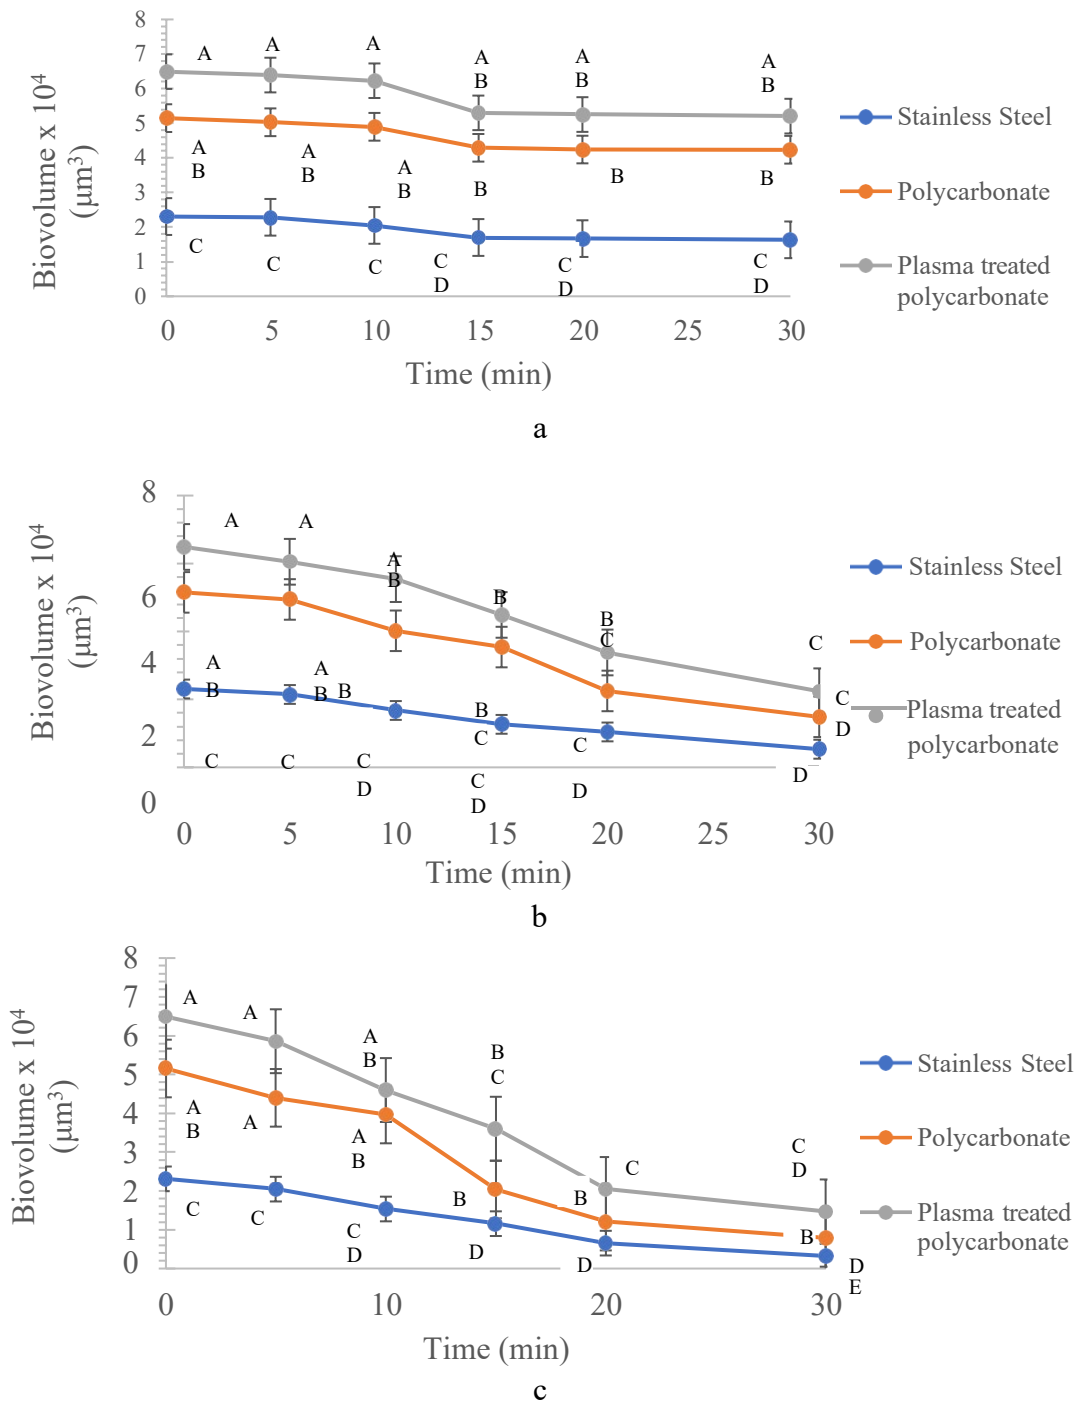 8
7
6
5
4
3
2
1
0
Biovolume x 10⁴
(μm³)
A
A
A
A
B
A
B
A
B
A
B
A
B
A
B
B
B
B
C
C
C
C
D
C
D
C
D
0 5 10 15 20 25 30
Time (min)
Stainless Steel
Polycarbonate
Plasma treated
polycarbonate
a
8
6
4
2
0
Biovolume x 10⁴
(μm³)
A
A
A
B
B
B
C
C
A
B
A
B
B
B
C
C
C
D
C
C
C
D
C
D
D
D
0 5 10 15 20 25 30
Time (min)
Stainless Steel
Polycarbonate
Plasma treated
polycarbonate
b
8
7
6
5
4
3
2
1
0
Biovolume x 10⁴
(μm³)
A
A
A
B
B
C
C
C
D
A
B
A
A
B
B
B
B
C
C
C
D
D
D
D
E
0 10 20 30
Time (min)
Stainless Steel
Polycarbonate
Plasma treated
polycarbonate
c